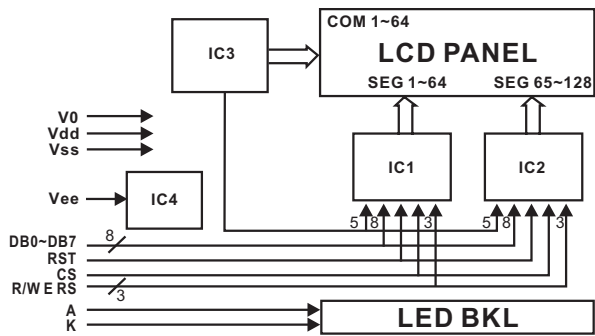 COM 1~64
LCD PANEL
SEG 1~64 SEG 65~128
IC3
V0
Vdd
Vss
IC1
IC2
Vee
IC4
5 8 3
5 8 3
DB0~DB7 8
RST
CS
R/W E RS 3
A
K
LED BKL